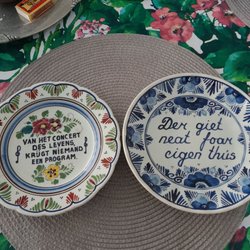 VAN HET CONCERT
DES LEVENS,
KRIJGT NIEMAND
EEN PROGRAM.
Der giet
neat foar
eigen thús